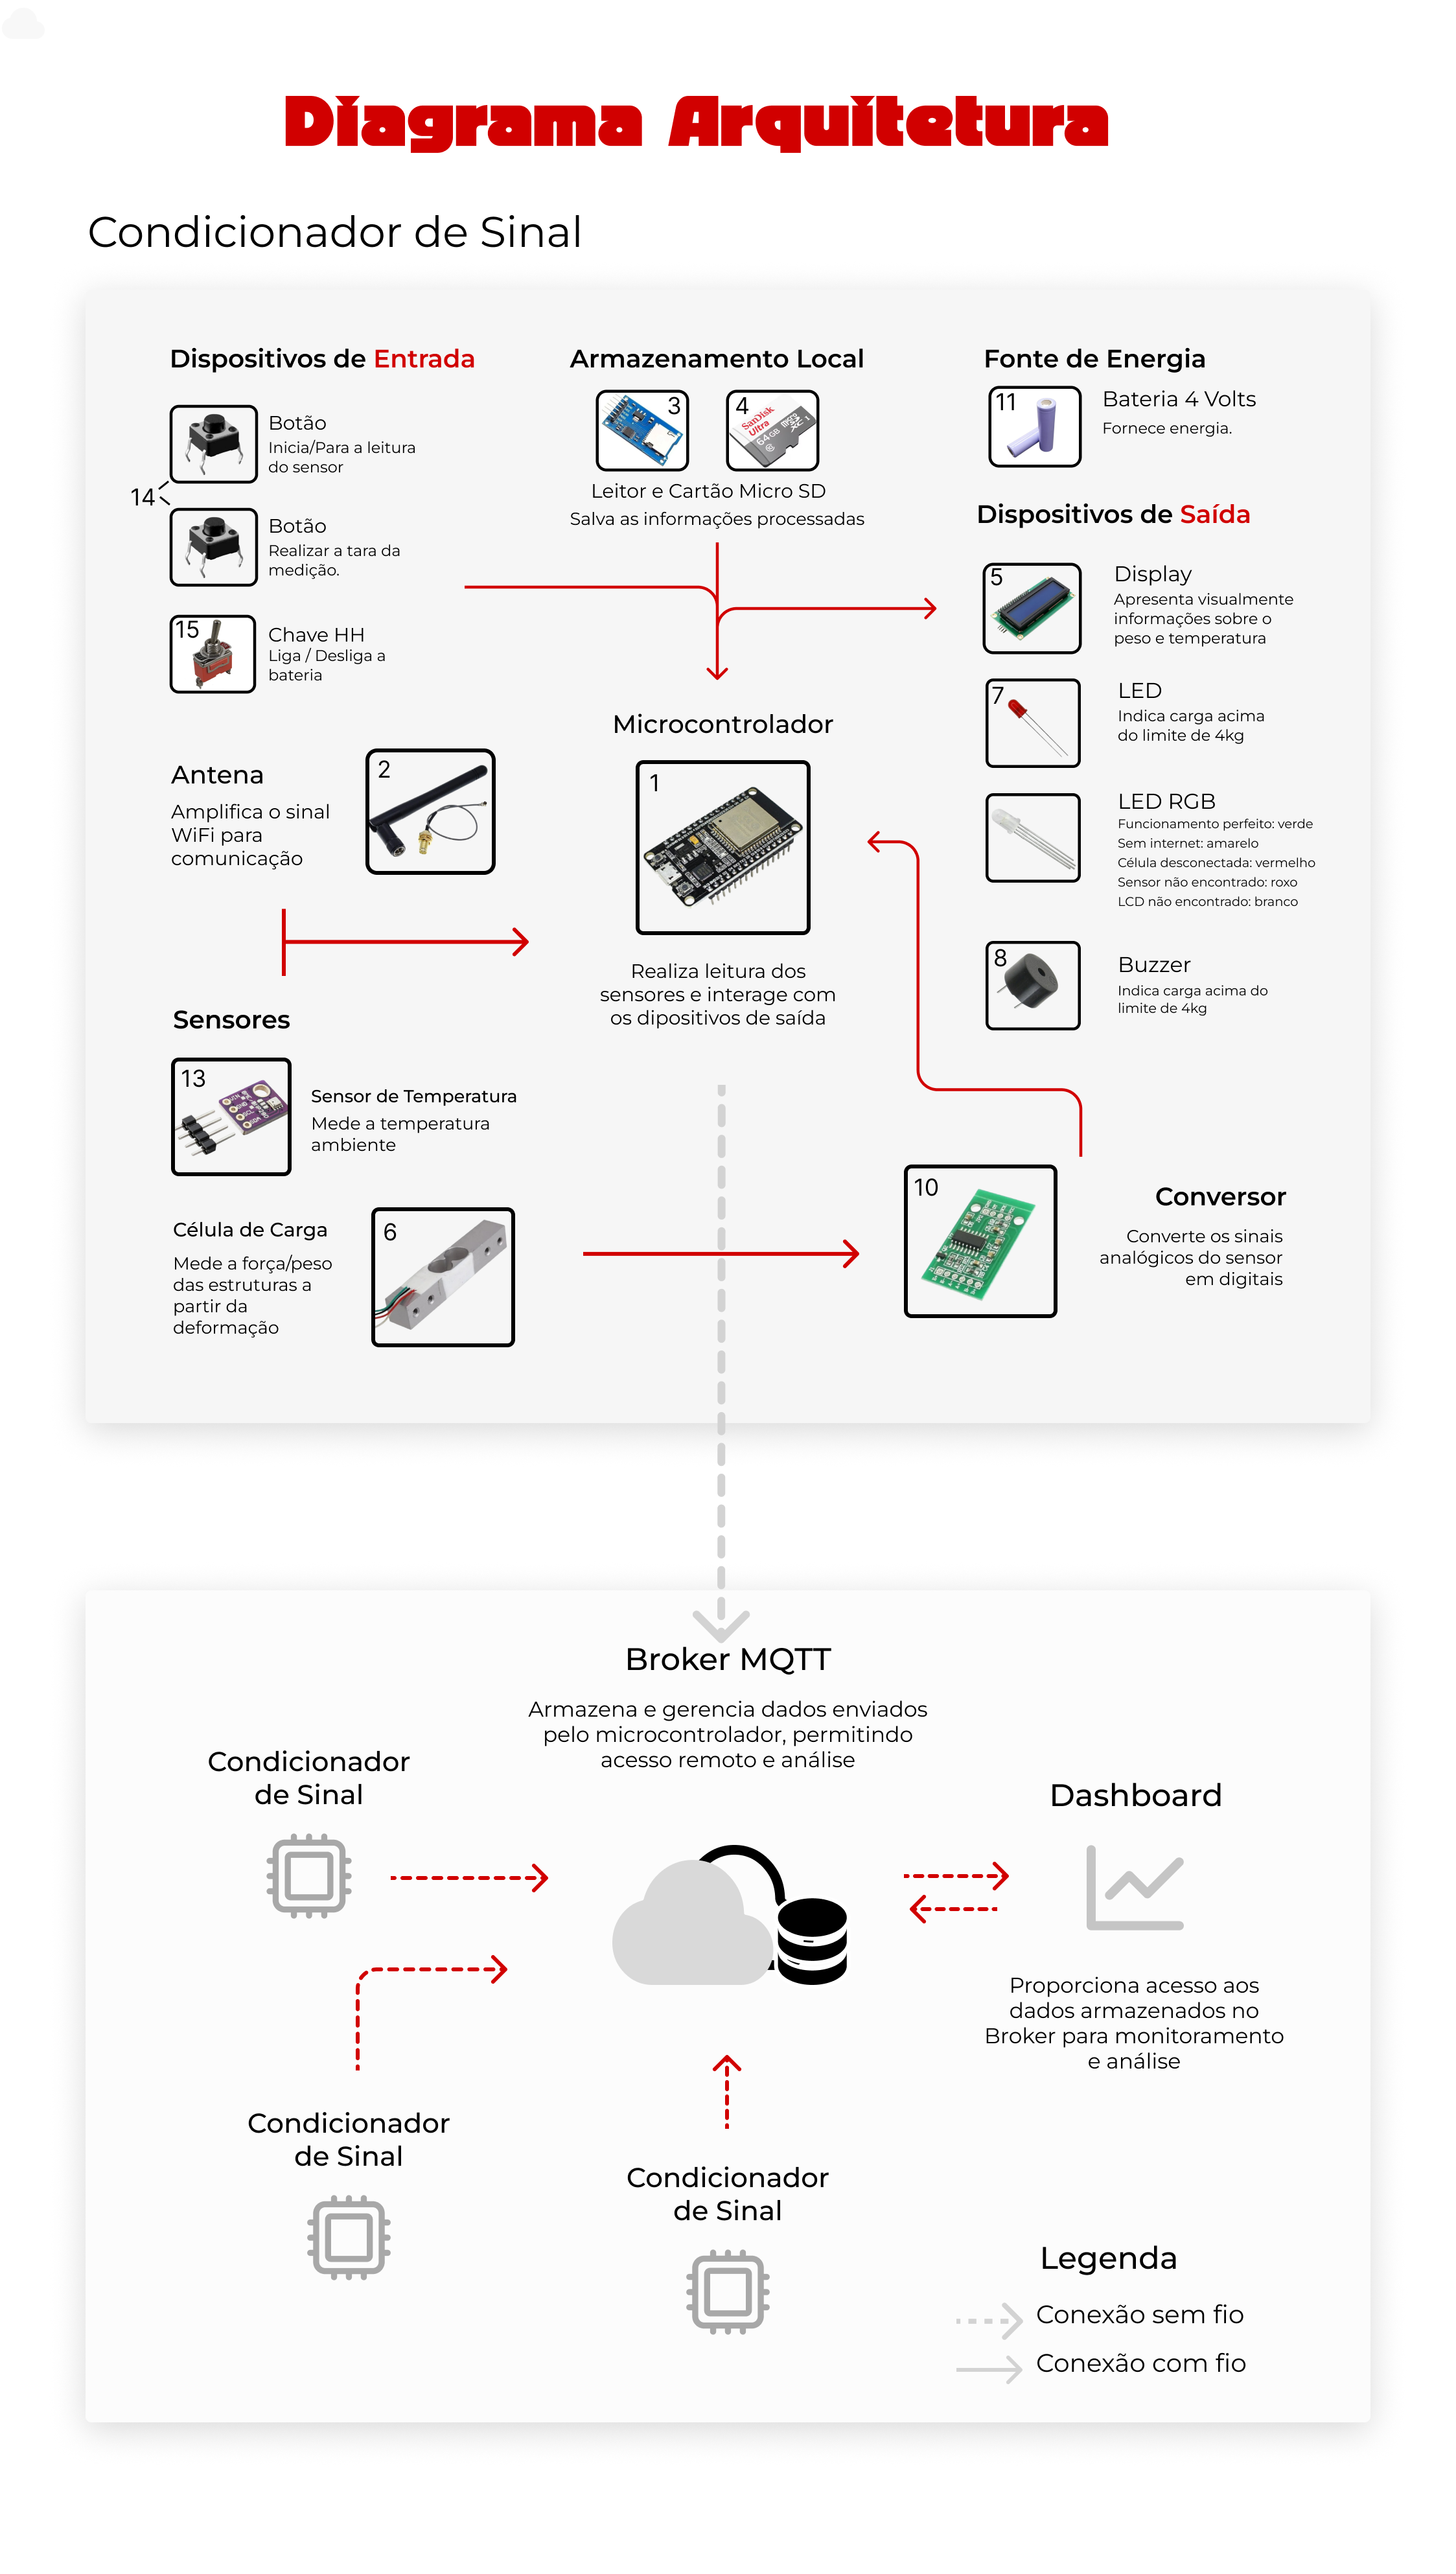 Diagrama Arquitetura
Condicionador de Sinal
Dispositivos de Entrada
14
Botão
Inicia/Para a leitura
do sensor
Botão
Realizar a tara da
medição.
15
Chave HH
Liga / Desliga a
bateria
Armazenamento Local
3
4
SanDisk
Ultra
64GB
Leitor e Cartão Micro SD
Salva as informações processadas
Fonte de Energia
11
Bateria 4 Volts
Fornece energia.
Dispositivos de Saída
5
Display
Apresenta visualmente
informações sobre o
peso e temperatura
7
LED
Indica carga acima
do limite de 4kg
LED RGB
Funcionamento perfeito: verde
Sem internet: amarelo
Célula desconectada: vermelho
Sensor não encontrado: roxo
LCD não encontrado: branco
8
Buzzer
Indica carga acima do
limite de 4kg
Antena
Amplifica o sinal
WiFi para
comunicação
2
Microcontrolador
1
Realiza leitura dos
sensores e interage com
os dipositivos de saída
Sensores
13
Sensor de Temperatura
Mede a temperatura
ambiente
Célula de Carga
Mede a força/peso
das estruturas a
partir da
deformação
6
10
Conversor
Converte os sinais
analógicos do sensor
em digitais
Broker MQTT
Armazena e gerencia dados enviados
pelo microcontrolador, permitindo
acesso remoto e análise
Condicionador
de Sinal
Dashboard
Proporciona acesso aos
dados armazenados no
Broker para monitoramento
e análise
Condicionador
de Sinal
Condicionador
de Sinal
Legenda
Conexão sem fio
Conexão com fio